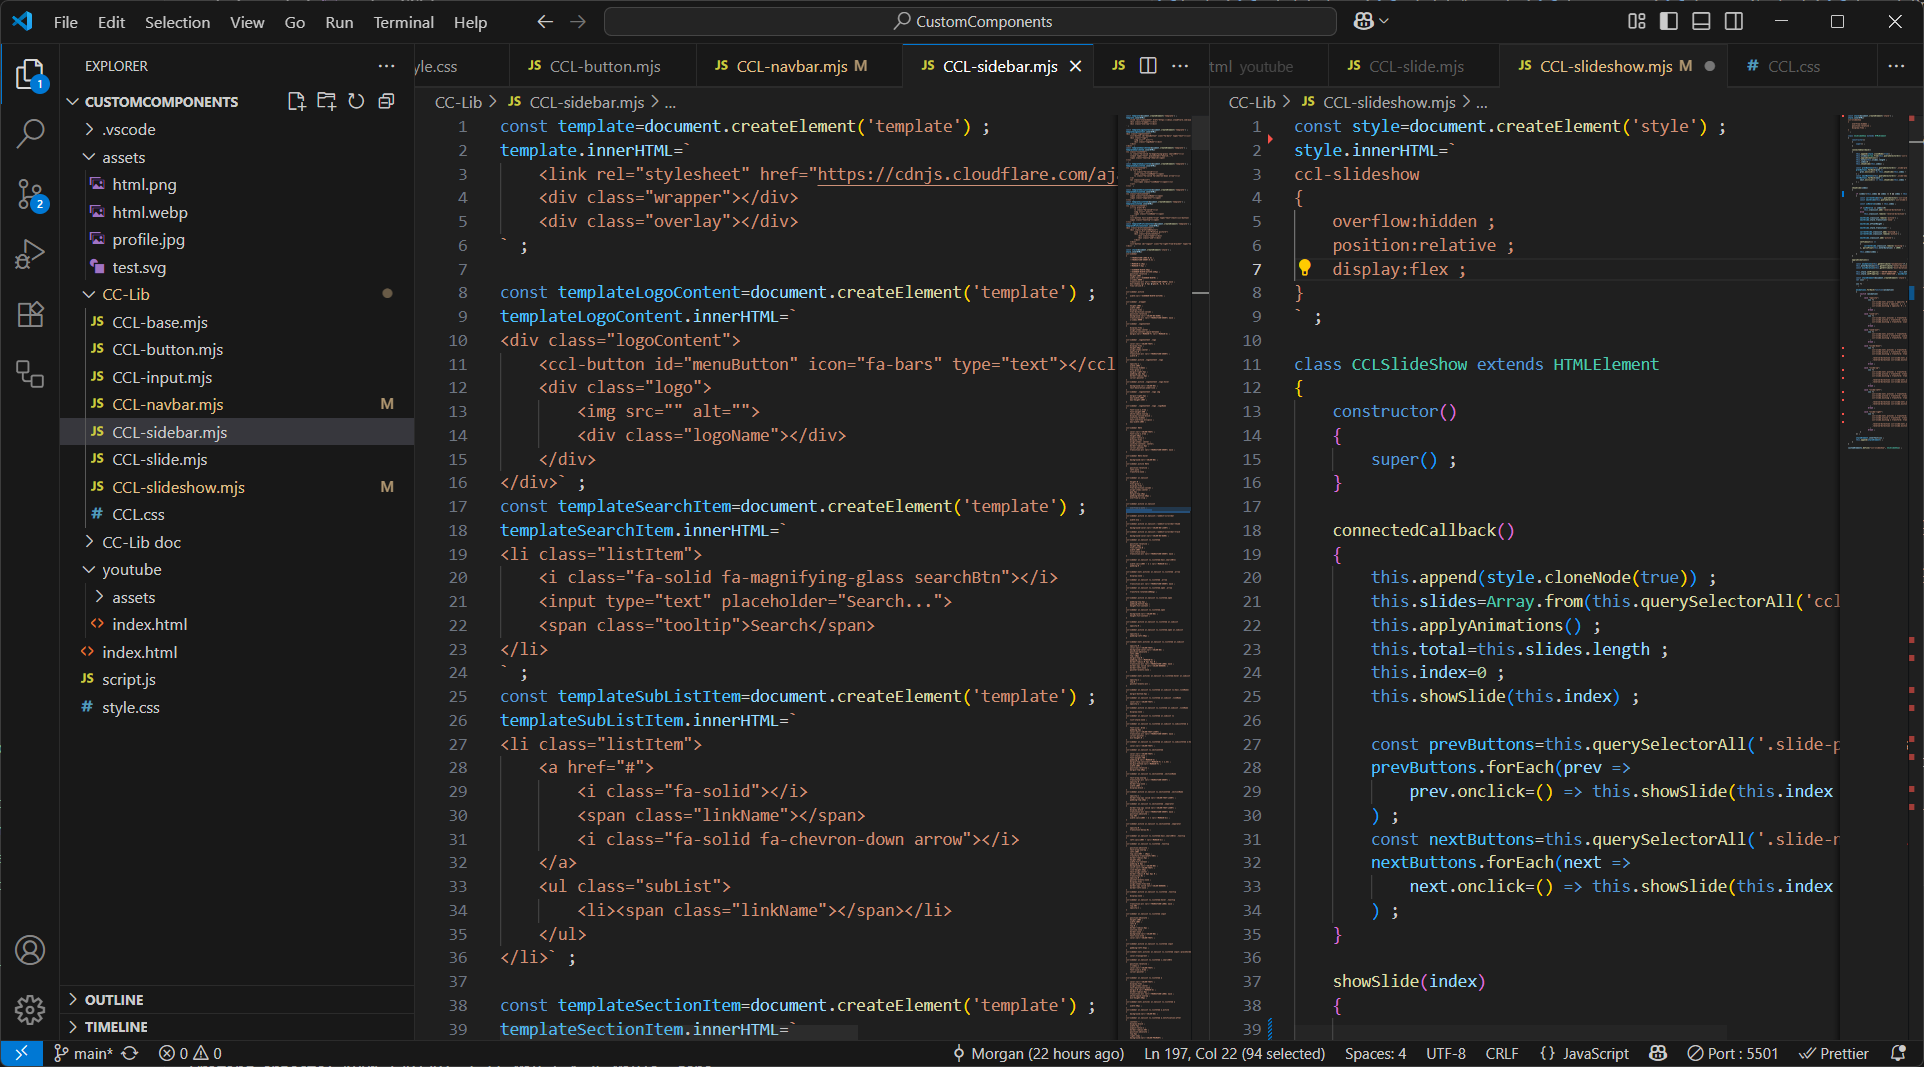 File Edit Selection View Go Run Terminal Help
CustomComponents
EXPLORER
CUSTOMCOMPONENTS
.vscode
assets
html.png
html.webp
profile.jpg
test.svg
CC-Lib
CCL-base.mjs
CCL-button.mjs
CCL-input.mjs
CCL-navbar.mjs M
CCL-sidebar.mjs
CCL-slide.mjs
CCL-slideshow.mjs M
CCL.css
CC-Lib doc
youtube
assets
index.html
index.html
script.js
style.css
OUTLINE
TIMELINE
1
2
yle.css JS CCL-button.mjs JS CCL-navbar.mjs M JS CCL-sidebar.mjs JS
CC-Lib > JS CCL-sidebar.mjs > ...
1 const template=document.createElement('template') ;
2 template.innerHTML=`
3 <link rel="stylesheet" href="https://cdnjs.cloudflare.com/aj
4 <div class="wrapper"></div>
5 <div class="overlay"></div>
6 ` ;
7
8 const templateLogoContent=document.createElement('template') ;
9 templateLogoContent.innerHTML=`
10 <div class="logoContent">
11 <ccl-button id="menuButton" icon="fa-bars" type="text"></ccl
12 <div class="logo">
13 <img src="" alt="">
14 <div class="logoName"></div>
15 </div>
16 </div>` ;
17 const templateSearchItem=document.createElement('template') ;
18 templateSearchItem.innerHTML=`
19 <li class="listItem">
20 <i class="fa-solid fa-magnifying-glass searchBtn"></i>
21 <input type="text" placeholder="Search...">
22 <span class="tooltip">Search</span>
23 </li>
24 ` ;
25 const templateSubListItem=document.createElement('template') ;
26 templateSubListItem.innerHTML=`
27 <li class="listItem">
28 <a href="#">
29 <i class="fa-solid"></i>
30 <span class="linkName"></span>
31 <i class="fa-solid fa-chevron-down arrow"></i>
32 </a>
33 <ul class="subList">
34 <li><span class="linkName"></span></li>
35 </ul>
36 </li>` ;
37
38 const templateSectionItem=document.createElement('template') ;
39 templateSectionItem.innerHTML=`
tml youtube JS CCL-slide.mjs JS CCL-slideshow.mjs M # CCL.css
CC-Lib > JS CCL-slideshow.mjs > ...
1 const style=document.createElement('style') ;
2 style.innerHTML=`
3 ccl-slideshow
4 {
5 overflow:hidden ;
6 position:relative ;
7 display:flex ;
8 }
9 ` ;
10
11 class CCLSlideShow extends HTMLElement
12 {
13 constructor()
14 {
15 super() ;
16 }
17
18 connectedCallback()
19 {
20 this.append(style.cloneNode(true)) ;
21 this.slides=Array.from(this.querySelectorAll('ccl
22 this.applyAnimations() ;
23 this.total=this.slides.length ;
24 this.index=0 ;
25 this.showSlide(this.index) ;
26
27 const prevButtons=this.querySelectorAll('.slide-p
28 prevButtons.forEach(prev =>
29 prev.onclick=() => this.showSlide(this.index
30 ) ;
31 const nextButtons=this.querySelectorAll('.slide-n
32 nextButtons.forEach(next =>
33 next.onclick=() => this.showSlide(this.index
34 ) ;
35 }
36
37 showSlide(index)
38 {
39
main* 0 0 Morgan (22 hours ago) Ln 197, Col 22 (94 selected) Spaces: 4 UTF-8 CRLF {} JavaScript Port : 5501 Prettier